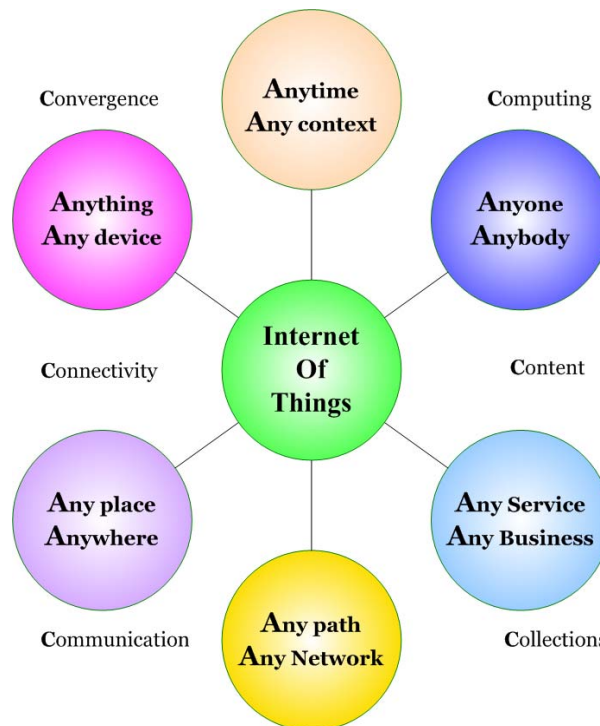 Anytime
Any context
Convergence
Computing
Anything
Any device
Anyone
Anybody
Internet
Of
Things
Connectivity
Content
Any place
Anywhere
Any Service
Any Business
Any path
Any Network
Communication
Collections